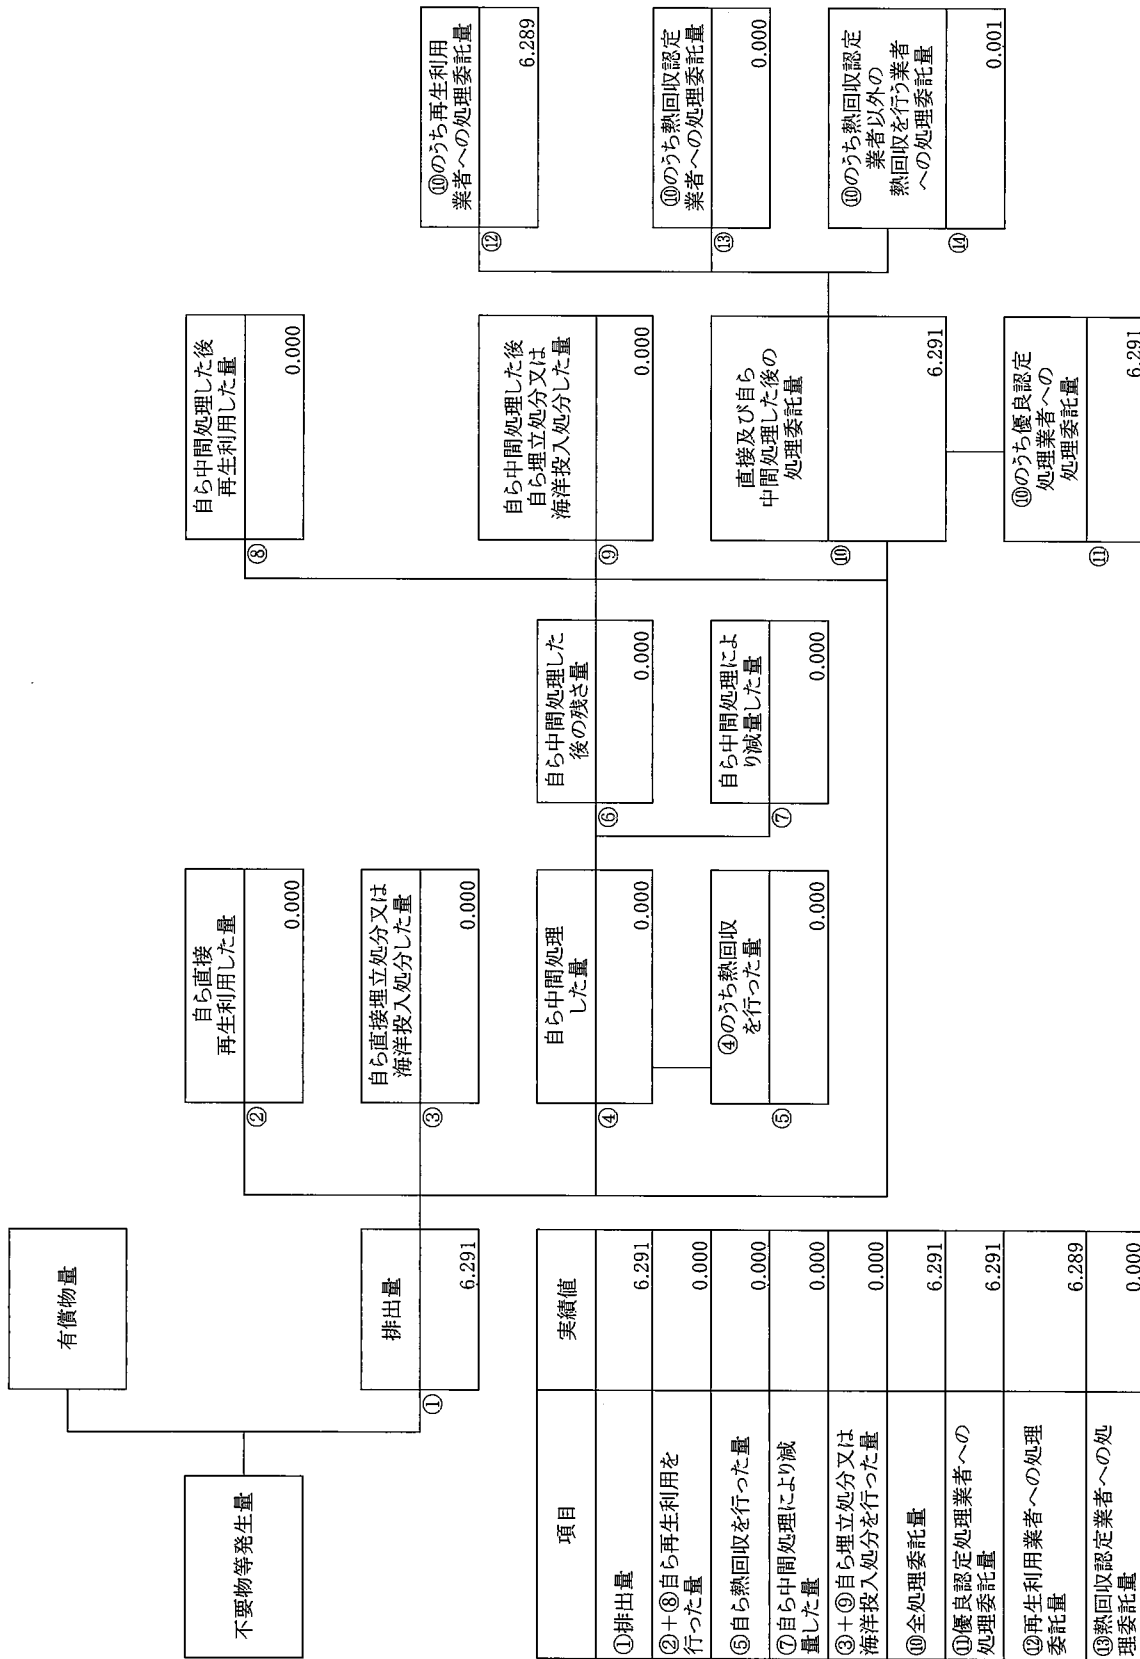 有償物量
不要物等発生量
①
排出量
6.291
②
自ら直接
再生利用した量
0.000
③
自ら直接埋立処分又は
海洋投入処分した量
0.000
④
自ら中間処理
した量
0.000
⑤
④のうち熱回収
を行った量
0.000
⑥
自ら中間処理した
後の残さ量
0.000
⑦
自ら中間処理によ
り減量した量
0.000
⑧
自ら中間処理した後
再生利用した量
0.000
⑨
自ら中間処理した後
自ら埋立処分又は
海洋投入処分した量
0.000
⑩
直接及び自ら
中間処理した後の
処理委託量
6.291
⑪
⑩のうち優良認定
処理業者への
処理委託量
6.291
⑫
⑩のうち再生利用
業者への処理委託量
6.289
⑬
⑩のうち熱回収認定
業者への処理委託量
0.000
⑭
⑩のうち熱回収認定
業者以外の
熱回収を行う業者
への処理委託量
0.001
項目
実績値
①排出量
6.291
②+⑧自ら再生利用を
行った量
0.000
⑤自ら熱回収を行った量
0.000
⑦自ら中間処理により減
量した量
0.000
③+⑨自ら埋立処分又は
海洋投入処分を行った量
0.000
⑩全処理委託量
6.291
⑪優良認定処理業者への
処理委託量
6.291
⑫再生利用業者への処理
委託量
6.289
⑬熱回収認定業者への処
理委託量
0.000